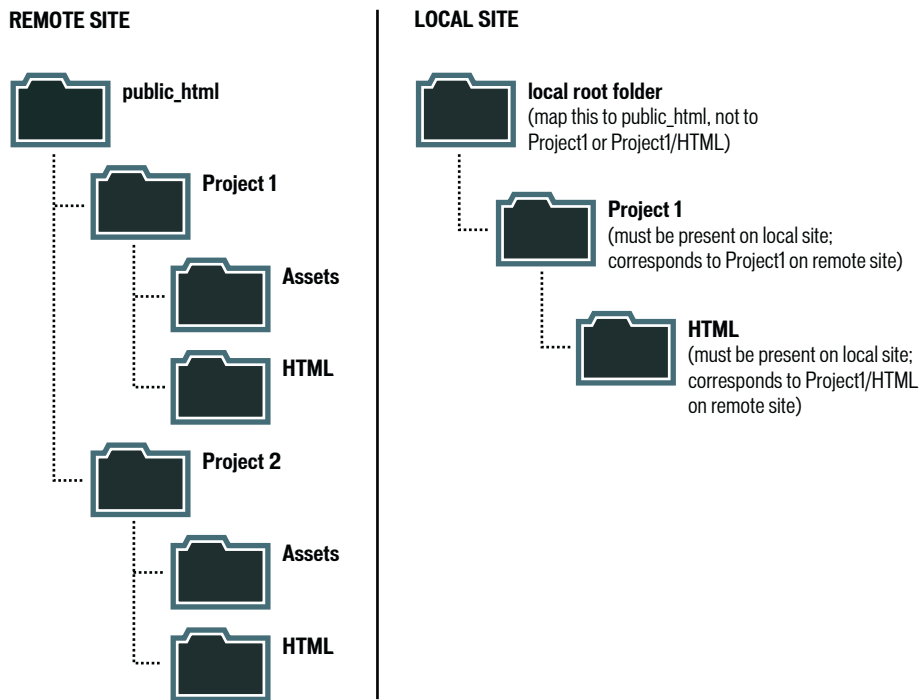 REMOTE SITE
public_html
Project 1
Assets
HTML
Project 2
Assets
HTML
LOCAL SITE
local root folder
(map this to public_html, not to
Project1 or Project1/HTML)
Project 1
(must be present on local site;
corresponds to Project1 on remote site)
HTML
(must be present on local site;
corresponds to Project1/HTML
on remote site)